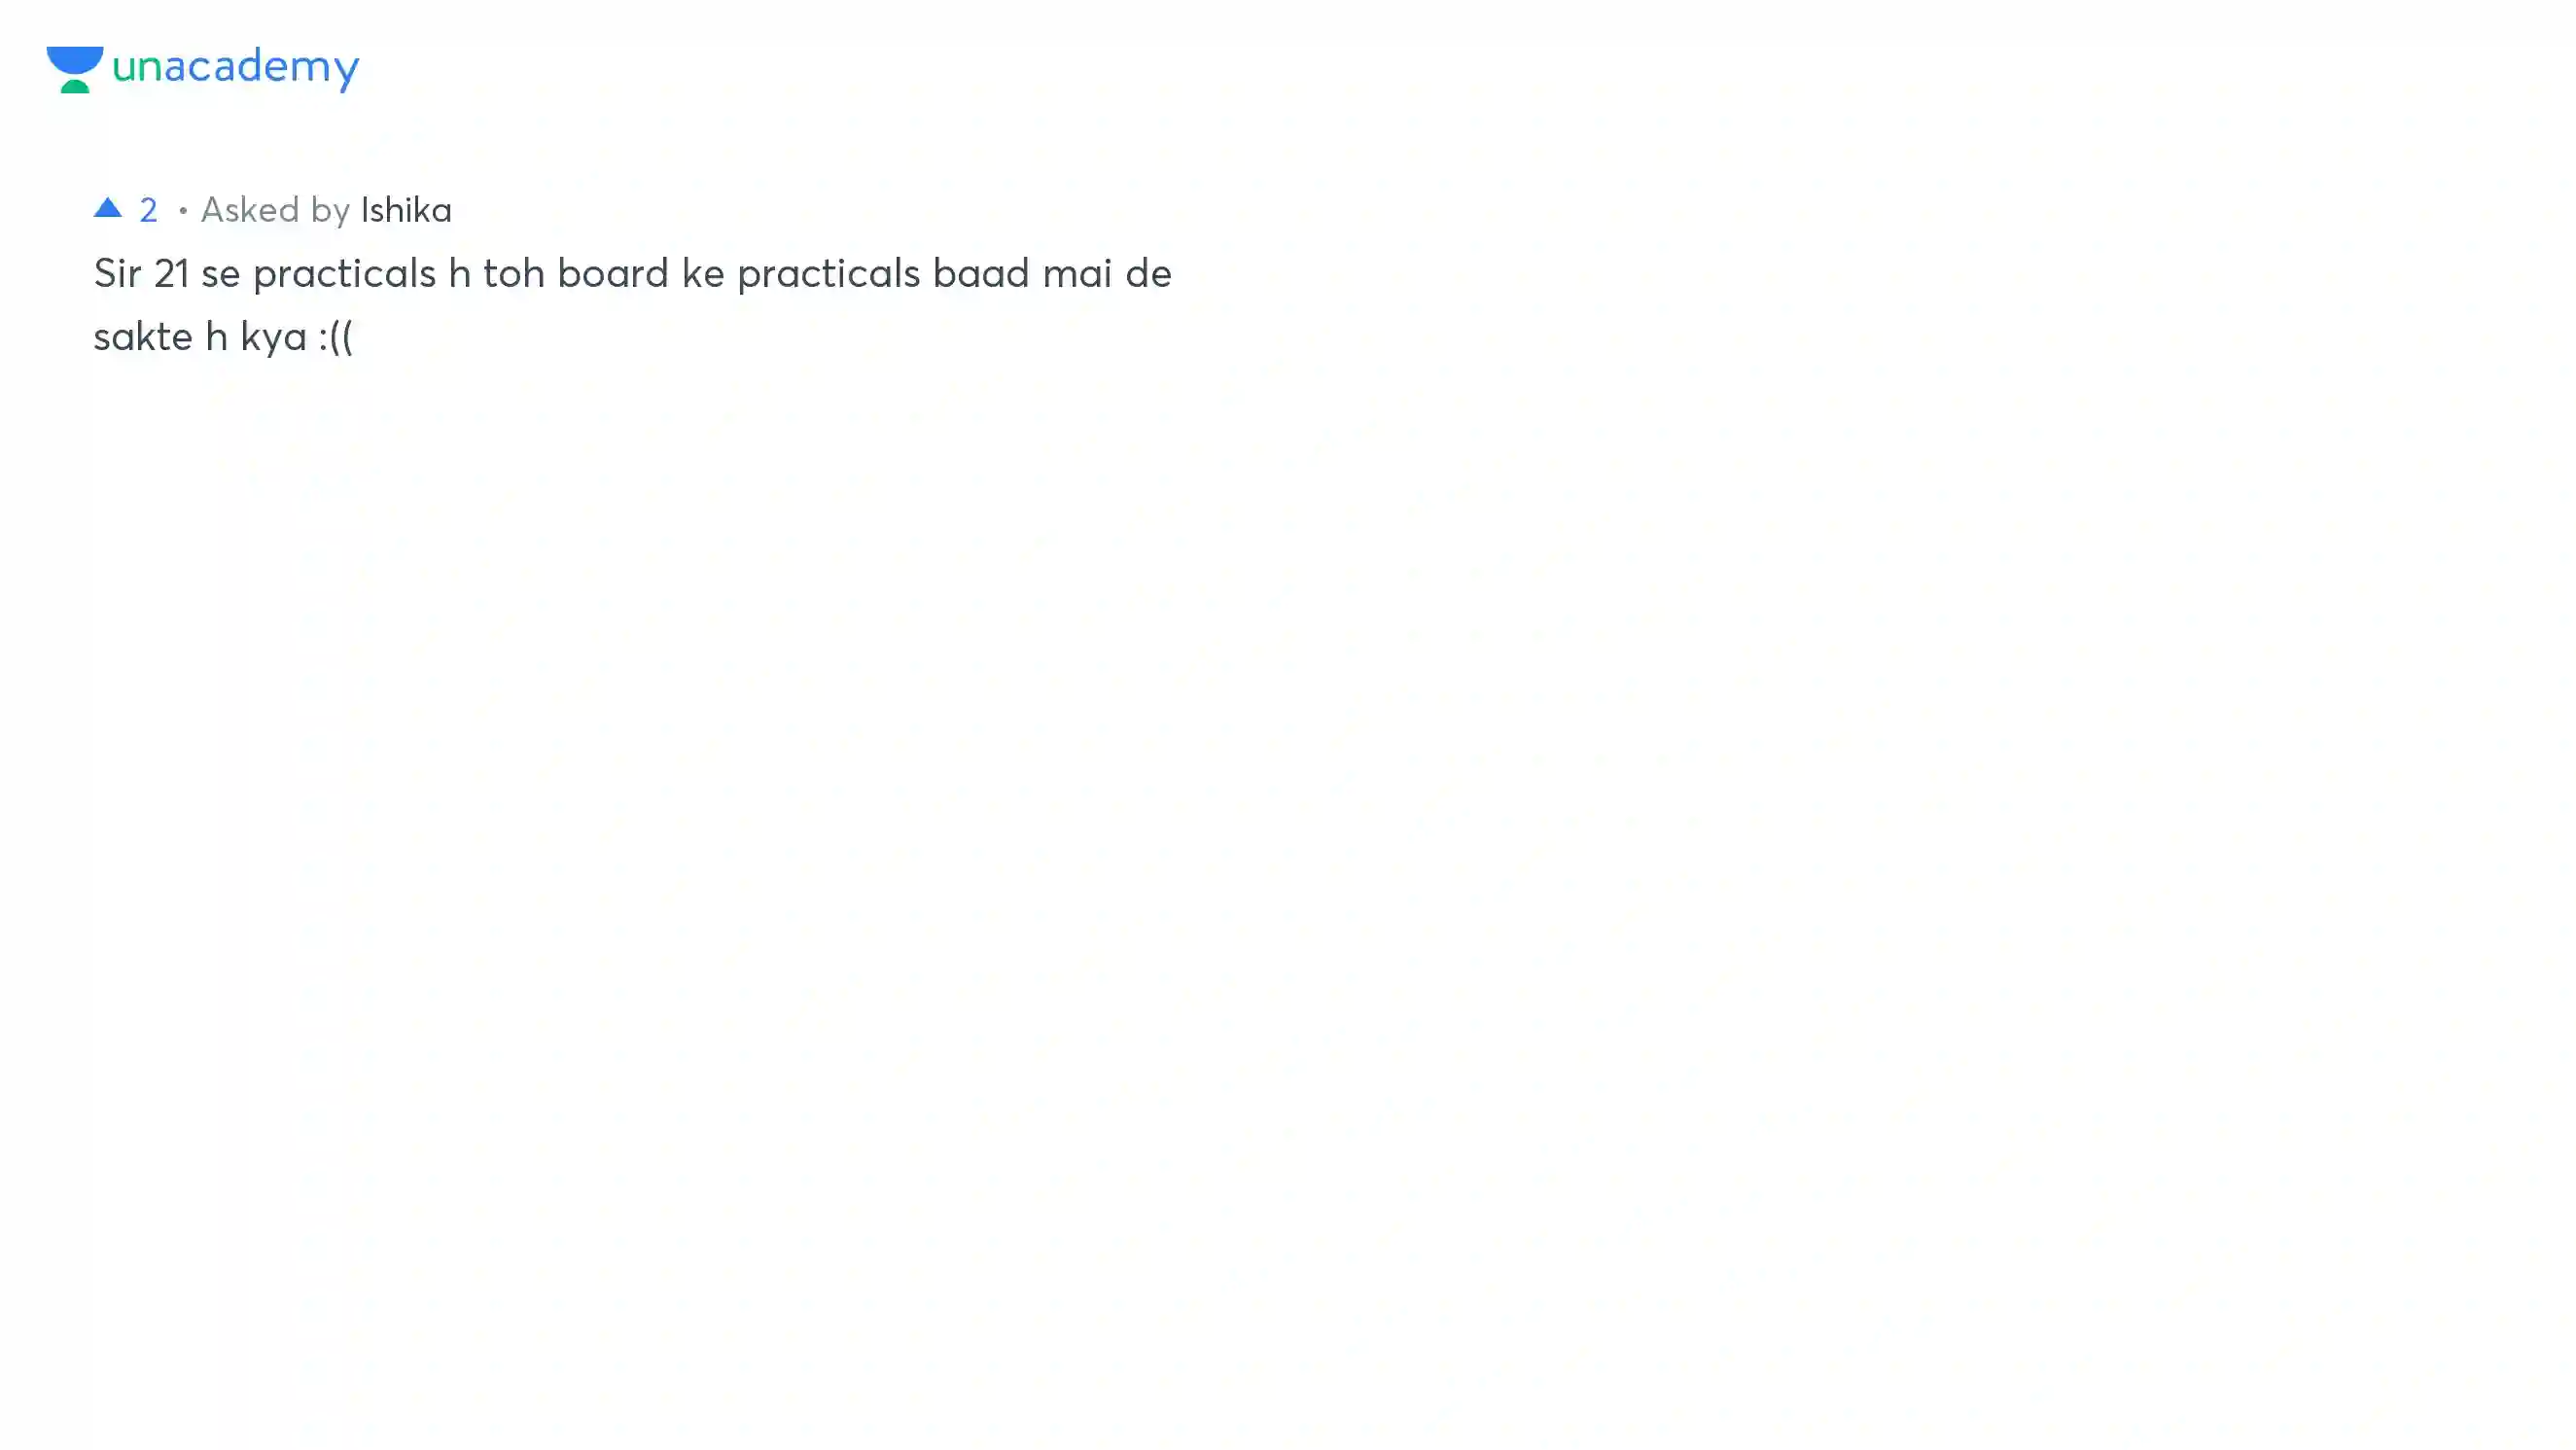 unacademy
▲ 2 • Asked by Ishika
Sir 21 se practicals h toh board ke practicals baad mai de
sakte h kya :((